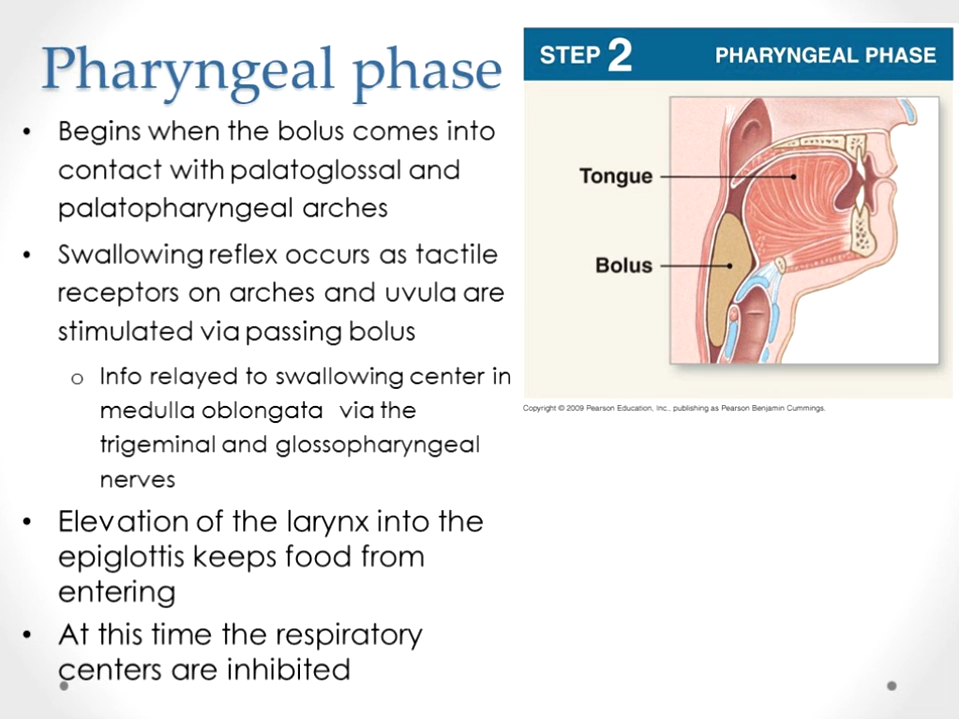 Pharyngeal phase
• Begins when the bolus comes into
contact with palatoglossal and
palatopharyngeal arches
• Swallowing reflex occurs as tactile
receptors on arches and uvula are
stimulated via passing bolus
o Info relayed to swallowing center in
medulla oblongata via the
trigeminal and glossopharyngeal
nerves
• Elevation of the larynx into the
epiglottis keeps food from
entering
• At this time the respiratory
centers are inhibited
STEP 2 PHARYNGEAL PHASE
Tongue
Bolus
Copyright © 2009 Pearson Education, Inc., publishing as Pearson Benjamin Cummings.